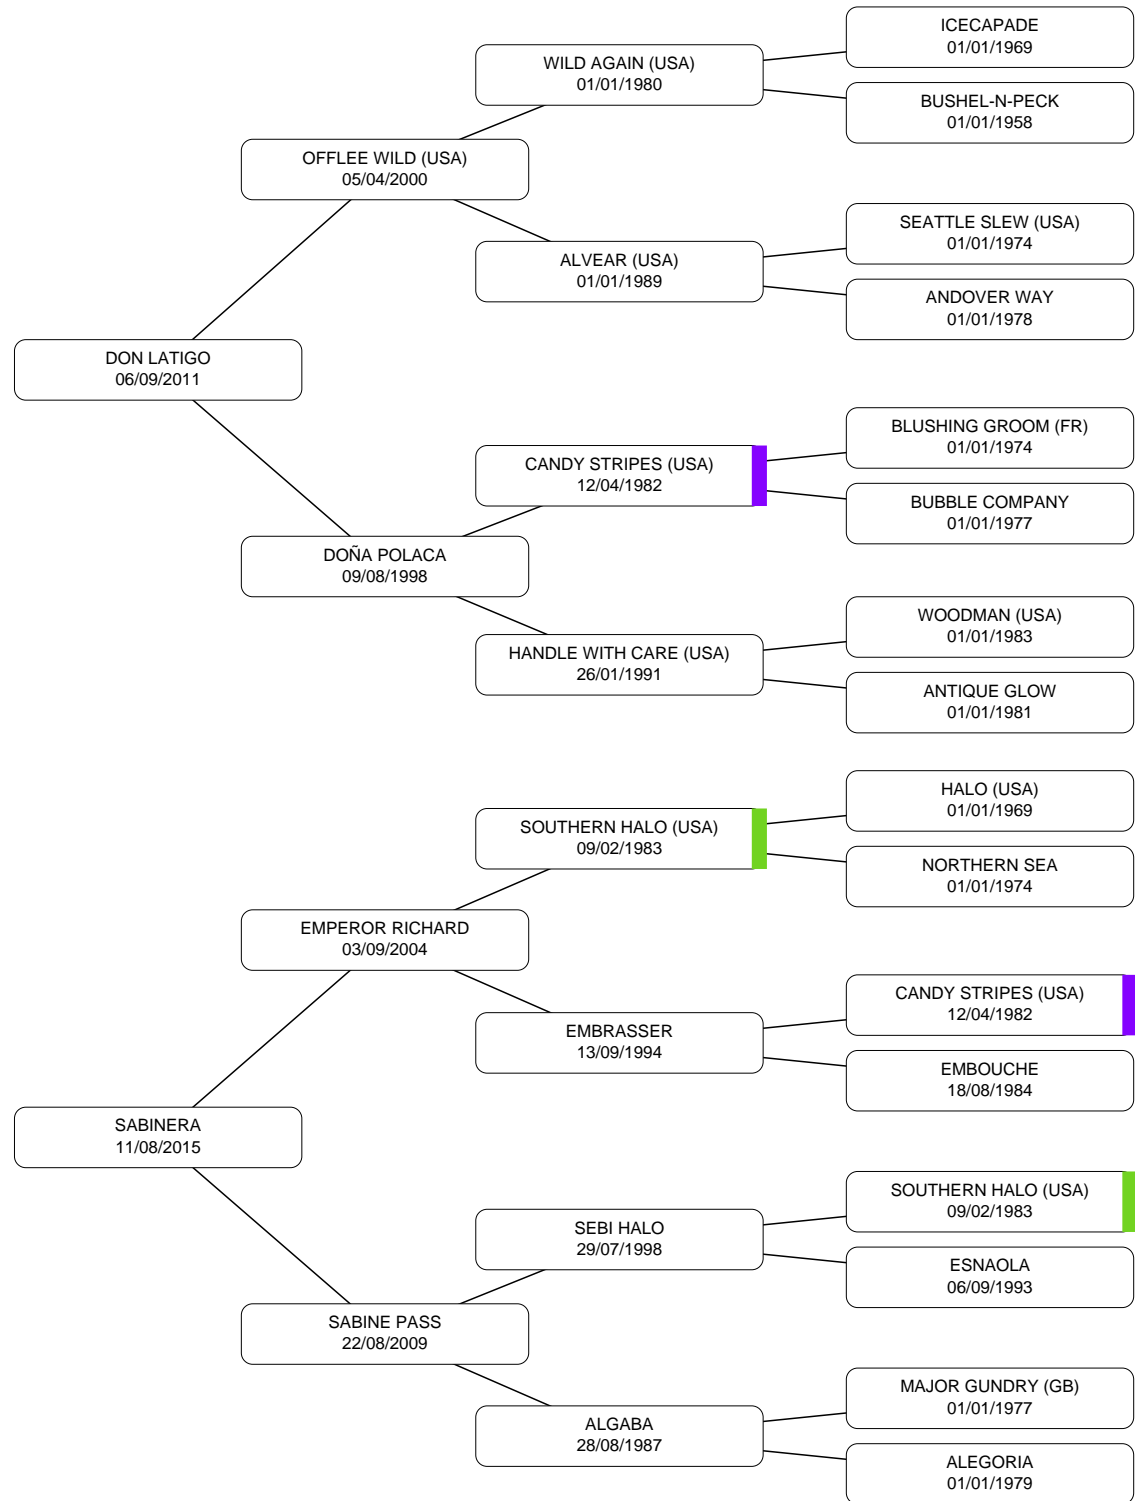 ICECAPADE
01/01/1969
WILD AGAIN (USA)
01/01/1980
BUSHEL-N-PECK
01/01/1958
OFFLEE WILD (USA)
05/04/2000
SEATTLE SLEW (USA)
01/01/1974
ALVEAR (USA)
01/01/1989
ANDOVER WAY
01/01/1978
DON LATIGO
06/09/2011
BLUSHING GROOM (FR)
01/01/1974
CANDY STRIPES (USA)
12/04/1982
BUBBLE COMPANY
01/01/1977
DOÑA POLACA
09/08/1998
WOODMAN (USA)
01/01/1983
HANDLE WITH CARE (USA)
26/01/1991
ANTIQUE GLOW
01/01/1981
HALO (USA)
01/01/1969
SOUTHERN HALO (USA)
09/02/1983
NORTHERN SEA
01/01/1974
EMPEROR RICHARD
03/09/2004
CANDY STRIPES (USA)
12/04/1982
EMBRASSER
13/09/1994
EMBOUCHE
18/08/1984
SABINERA
11/08/2015
SOUTHERN HALO (USA)
09/02/1983
SEBI HALO
29/07/1998
ESNAOLA
06/09/1993
SABINE PASS
22/08/2009
MAJOR GUNDRY (GB)
01/01/1977
ALGABA
28/08/1987
ALEGORIA
01/01/1979